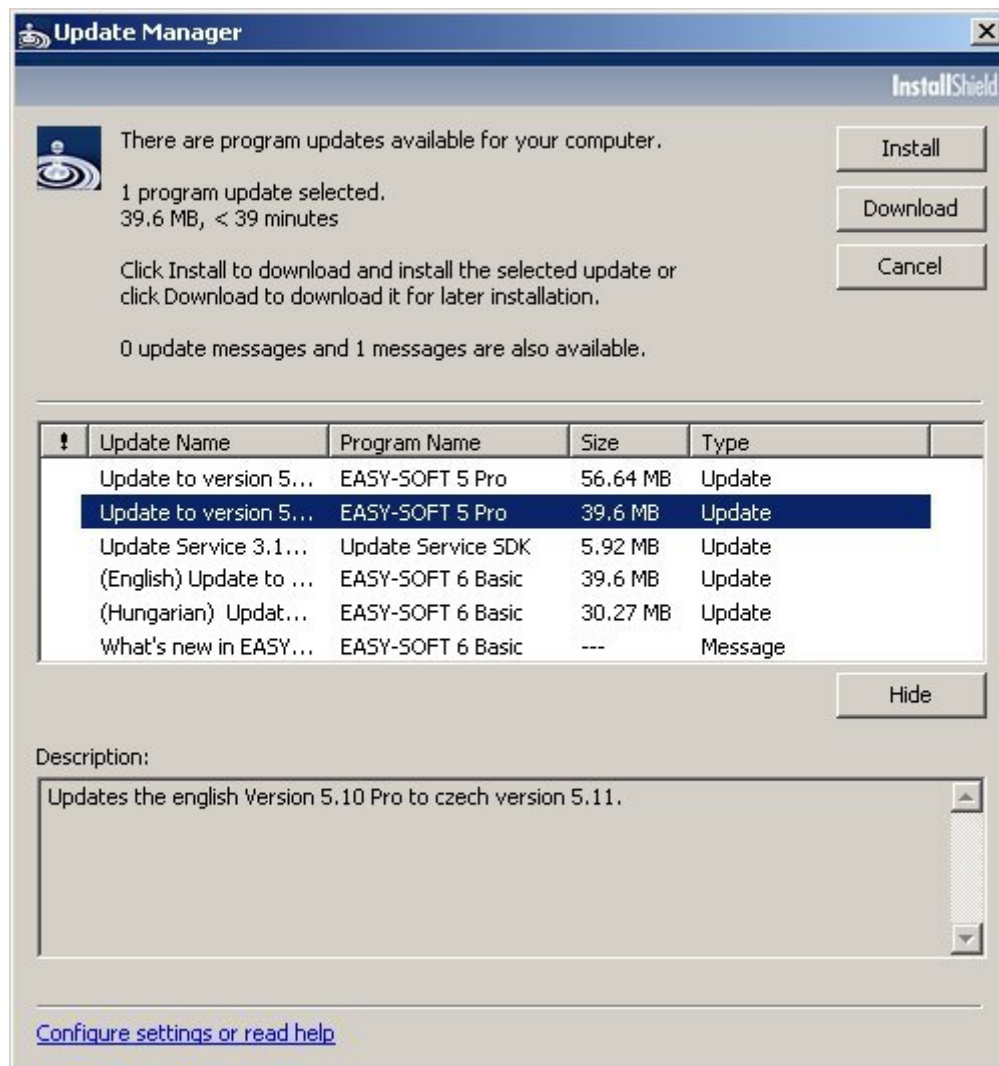 Update Manager
InstallShield
There are program updates available for your computer.
Install
1 program update selected.
39.6 MB, < 39 minutes
Download
Click Install to download and install the selected update or
click Download to download it for later installation.
Cancel
0 update messages and 1 messages are also available.
! Update Name Program Name Size Type
Update to version 5... EASY-SOFT 5 Pro 56.64 MB Update
Update to version 5... EASY-SOFT 5 Pro 39.6 MB Update
Update Service 3.1... Update Service SDK 5.92 MB Update
(English) Update to ... EASY-SOFT 6 Basic 39.6 MB Update
(Hungarian) Updat... EASY-SOFT 6 Basic 30.27 MB Update
What's new in EASY... EASY-SOFT 6 Basic --- Message
Hide
Description:
Updates the english Version 5.10 Pro to czech version 5.11.
Configure settings or read help